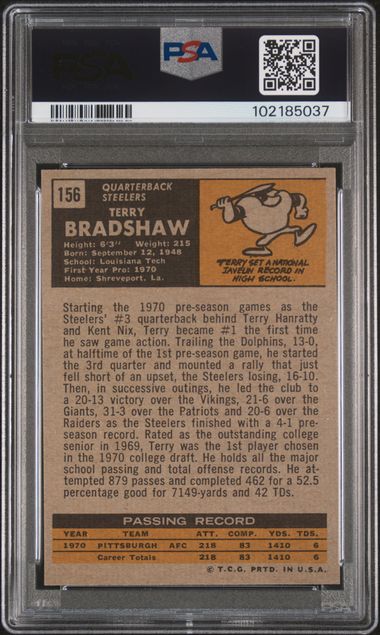 PSA
PSA
102185037
156
QUARTERBACK
STEELERS
TERRY
BRADSHAW
Height: 6'3" Weight: 215
Born: September 12, 1948
School: Louisiana Tech
First Year Pro: 1970
Home: Shreveport, La.
TERRY SET A NATIONAL
JAVELIN RECORD IN
HIGH SCHOOL.
Starting the 1970 pre-season games as the
Steelers' #3 quarterback behind Terry Hanratty
and Kent Nix, Terry became #1 the first time
he saw game action. Trailing the Dolphins, 13-0,
at halftime of the 1st pre-season game, he started
the 3rd quarter and mounted a rally that just
fell short of an upset, the Steelers losing, 16-10.
Then, in successive outings, he led the club to
a 20-13 victory over the Vikings, 21-6 over the
Giants, 31-3 over the Patriots and 20-6 over the
Raiders as the Steelers finished with a 4-1 pre-
season record. Rated as the outstanding college
senior in 1969, Terry was the 1st player chosen
in the 1970 college draft. He holds all the major
school passing and total offense records. He at-
tempted 879 passes and completed 462 for a 52.5
percentage good for 7149-yards and 42 TDs.
PASSING RECORD
YEAR TEAM ATT. COMP. YDS. TDS.
1970 PITTSBURGH AFC 218 83 1410 6
Career Totals 218 83 1410 6
© T.C.G. PRTD. IN U.S.A.